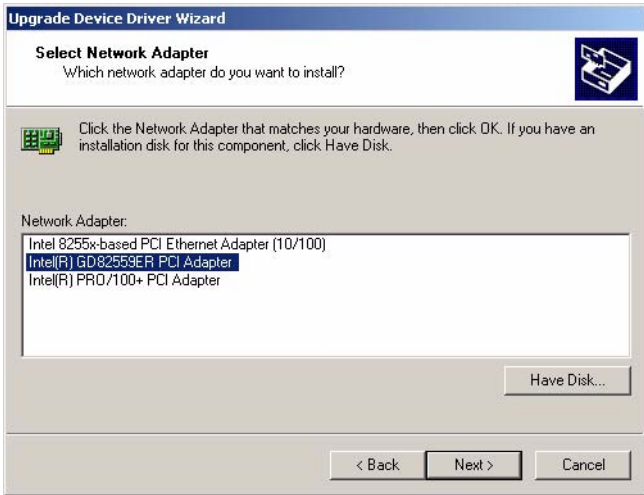 Upgrade Device Driver Wizard
Select Network Adapter
Which network adapter do you want to install?
Click the Network Adapter that matches your hardware, then click OK. If you have an
installation disk for this component, click Have Disk.
Network Adapter:
Intel 8255x-based PCI Ethernet Adapter (10/100)
Intel(R) GD82559ER PCI Adapter
Intel(R) PRO/100+ PCI Adapter
Have Disk...
< Back Next > Cancel